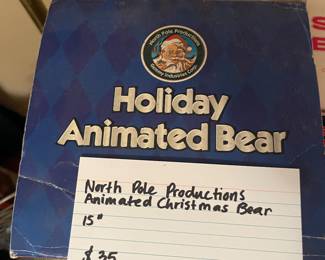 North Pole Productions
Holiday
Animated Bear
North Pole Productions
Animated Christmas Bear
15"
$35
S